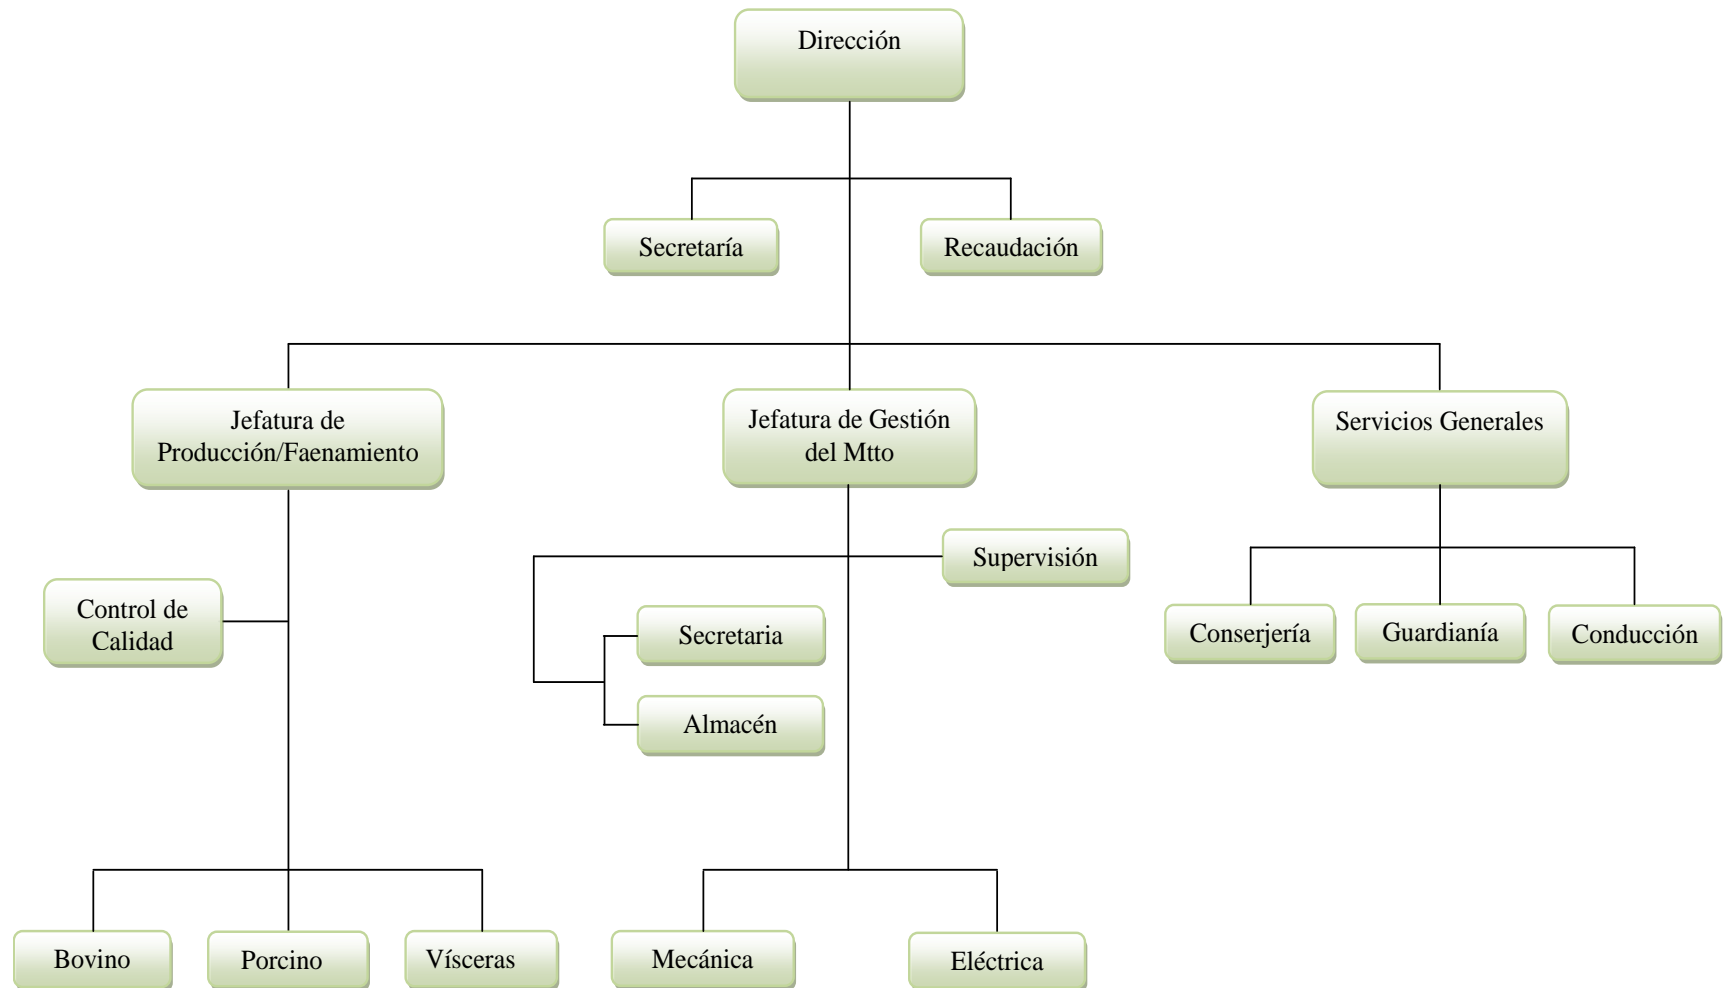 Dirección
Secretaría
Recaudación
Jefatura de
Producción/Faenamiento
Jefatura de Gestión
del Mtto
Servicios Generales
Supervisión
Control de
Calidad
Secretaria
Almacén
Conserjería
Guardianía
Conducción
Bovino
Porcino
Vísceras
Mecánica
Eléctrica